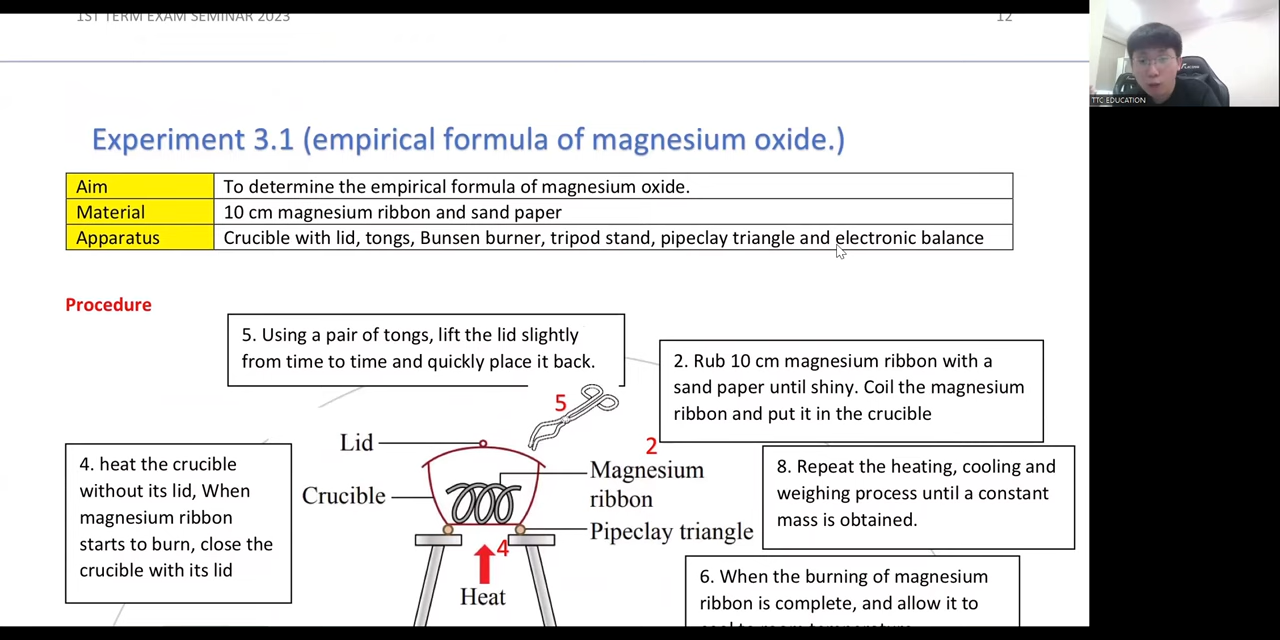 1ST TERM EXAM SEMINAR 2023
12
TTC EDUCATION
Experiment 3.1 (empirical formula of magnesium oxide.)
Aim
To determine the empirical formula of magnesium oxide.
Material
10 cm magnesium ribbon and sand paper
Apparatus
Crucible with lid, tongs, Bunsen burner, tripod stand, pipeclay triangle and electronic balance
Procedure
5. Using a pair of tongs, lift the lid slightly
from time to time and quickly place it back.
2. Rub 10 cm magnesium ribbon with a
sand paper until shiny. Coil the magnesium
ribbon and put it in the crucible
5
2
Lid
4. heat the crucible
without its lid, When
magnesium ribbon
starts to burn, close the
crucible with its lid
Crucible
Magnesium
ribbon
Pipeclay triangle
8. Repeat the heating, cooling and
weighing process until a constant
mass is obtained.
4
Heat
6. When the burning of magnesium
ribbon is complete, and allow it to
cool to room temperature